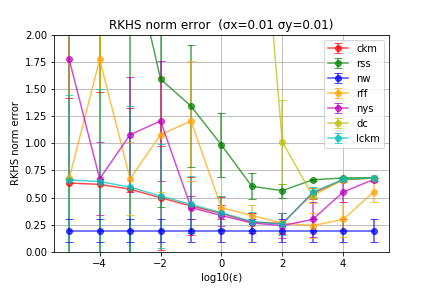 RKHS norm error (σx=0.01 σy=0.01)
RKHS norm error
2.00
1.75
1.50
1.25
1.00
0.75
0.50
0.25
0.00
ckm
rss
nw
rff
nys
dc
lckm
−4 −2 0 2 4
log10(ε)